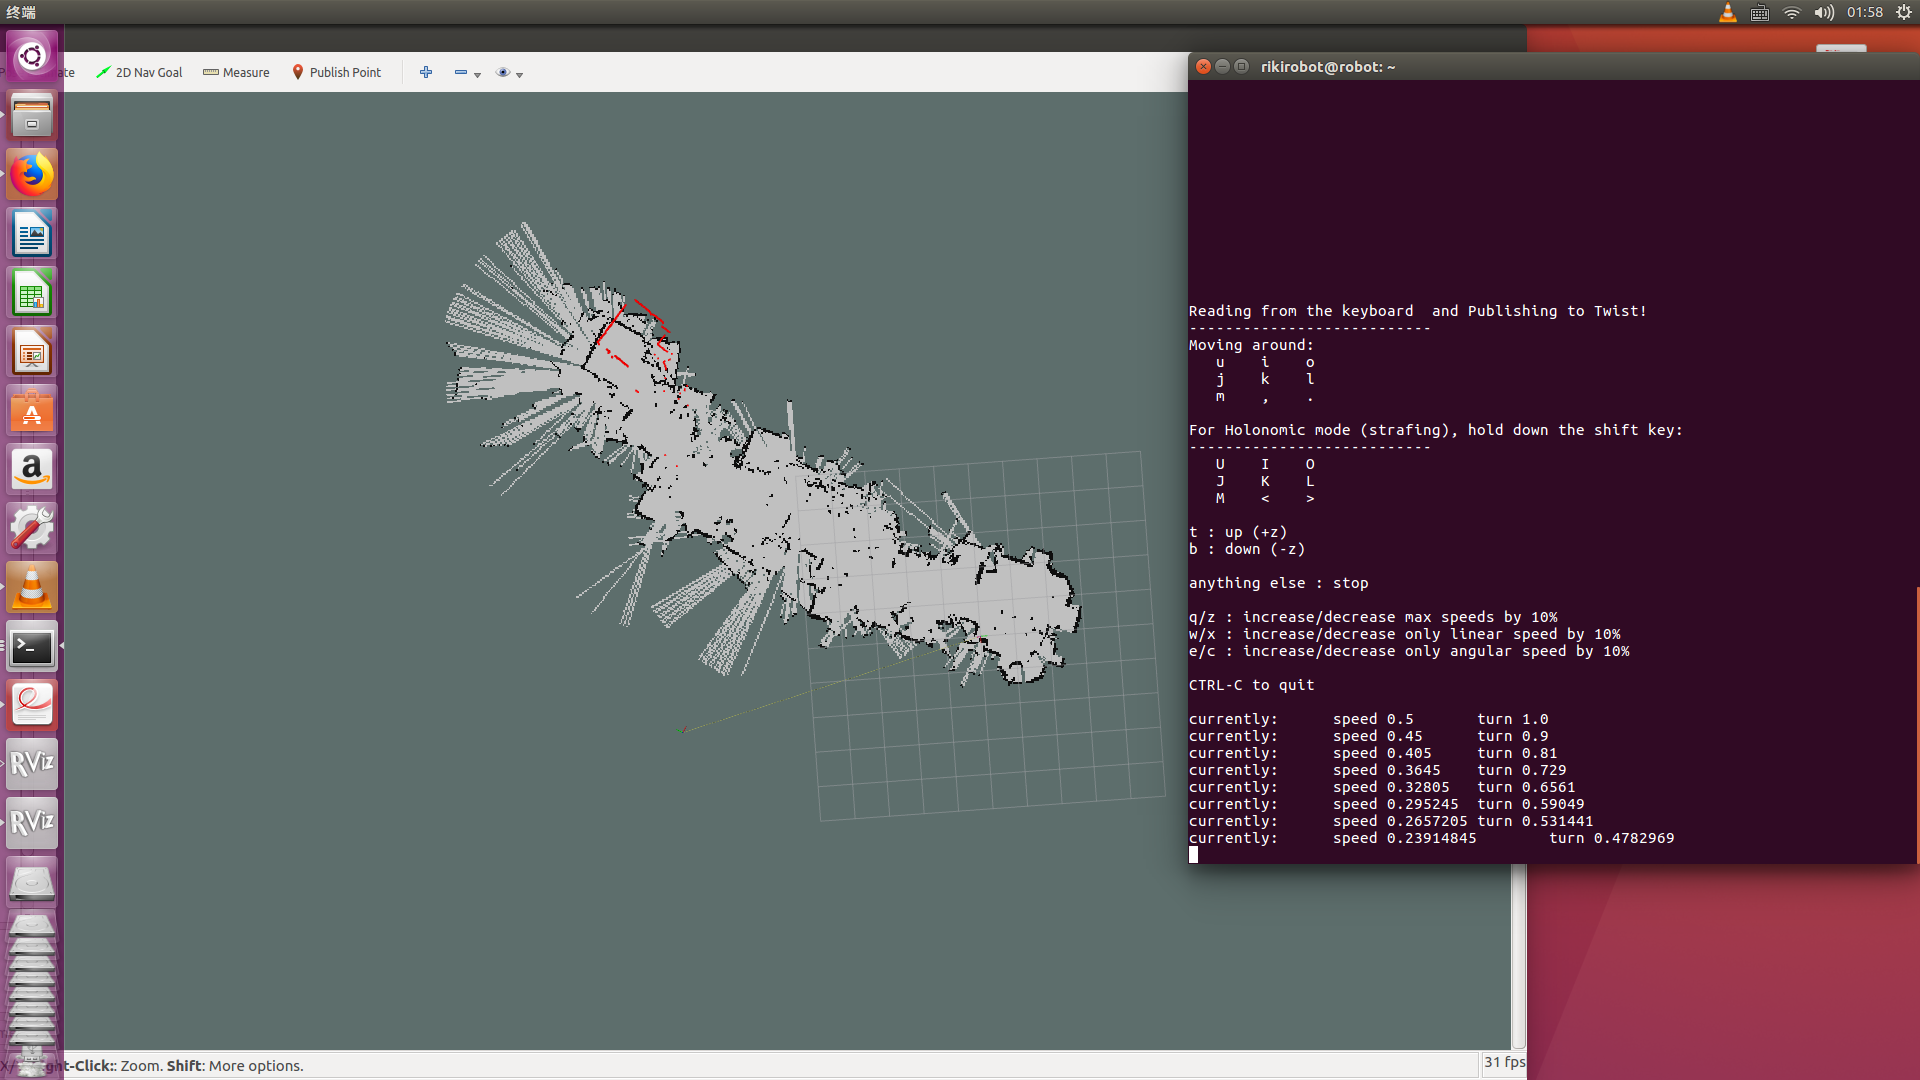 终端
01:58
te
2D Nav Goal
Measure
Publish Point
rikirobot@robot: ~
Reading from the keyboard  and Publishing to Twist!
---------------------------
Moving around:
u i o
j k l
m , .
For Holonomic mode (strafing), hold down the shift key:
---------------------------
U I O
J K L
M < >
t : up (+z)
b : down (-z)
anything else : stop
q/z : increase/decrease max speeds by 10%
w/x : increase/decrease only linear speed by 10%
e/c : increase/decrease only angular speed by 10%
CTRL-C to quit
currently: speed 0.5 turn 1.0
currently: speed 0.45 turn 0.9
currently: speed 0.405 turn 0.81
currently: speed 0.3645 turn 0.729
currently: speed 0.32805 turn 0.6561
currently: speed 0.295245 turn 0.59049
currently: speed 0.2657205 turn 0.531441
currently: speed 0.23914845 turn 0.4782969
RViz
RViz
ght-Click:: Zoom. Shift: More options.
31 fps